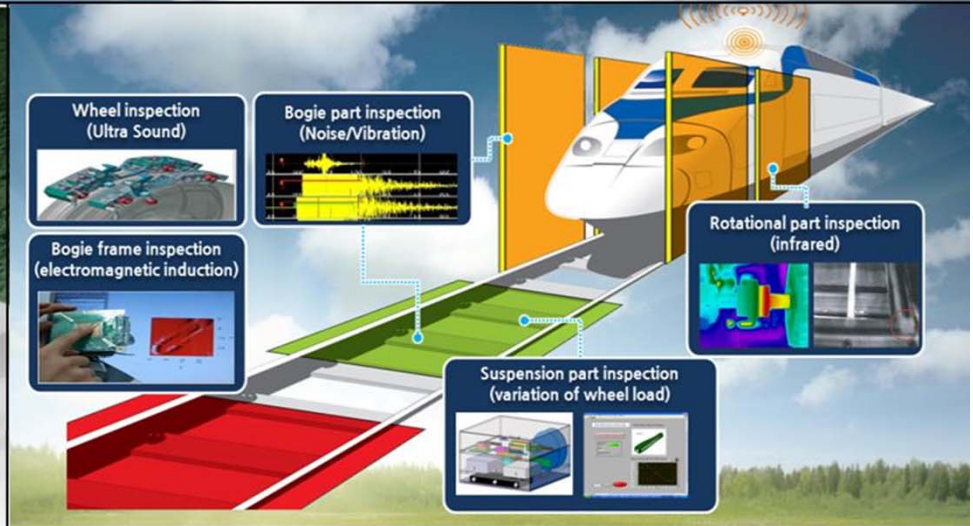 Wheel inspection
(Ultra Sound)
Bogie part inspection
(Noise/Vibration)
Bogie frame inspection
(electromagnetic induction)
Rotational part inspection
(infrared)
Suspension part inspection
(variation of wheel load)